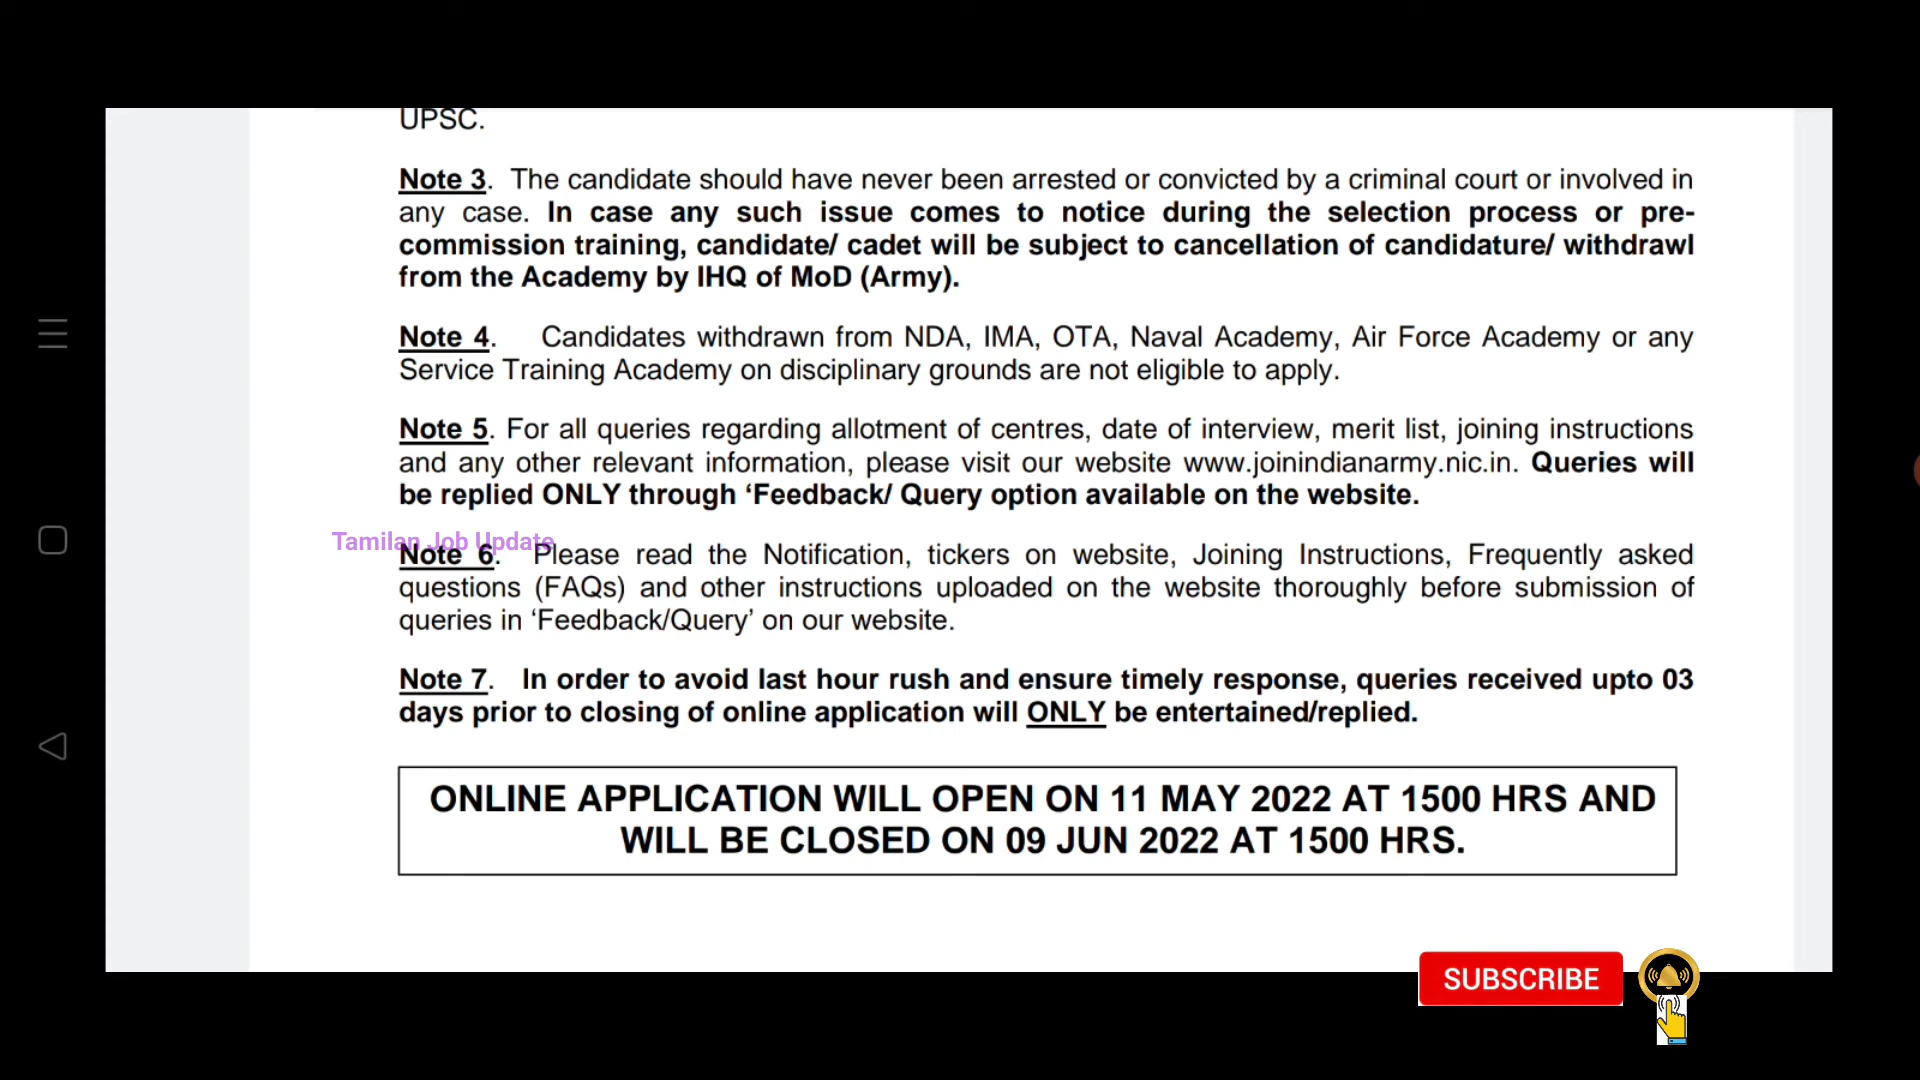 UPSC.
Note 3. The candidate should have never been arrested or convicted by a criminal court or involved in
any case. In case any such issue comes to notice during the selection process or pre-
commission training, candidate/ cadet will be subject to cancellation of candidature/ withdrawl
from the Academy by IHQ of MoD (Army).
Note 4. Candidates withdrawn from NDA, IMA, OTA, Naval Academy, Air Force Academy or any
Service Training Academy on disciplinary grounds are not eligible to apply.
Note 5. For all queries regarding allotment of centres, date of interview, merit list, joining instructions
and any other relevant information, please visit our website www.joinindianarmy.nic.in. Queries will
be replied ONLY through ‘Feedback/ Query option available on the website.
Tamilan Job Update
Note 6. Please read the Notification, tickers on website, Joining Instructions, Frequently asked
questions (FAQs) and other instructions uploaded on the website thoroughly before submission of
queries in ‘Feedback/Query’ on our website.
Note 7. In order to avoid last hour rush and ensure timely response, queries received upto 03
days prior to closing of online application will ONLY be entertained/replied.
ONLINE APPLICATION WILL OPEN ON 11 MAY 2022 AT 1500 HRS AND
WILL BE CLOSED ON 09 JUN 2022 AT 1500 HRS.
SUBSCRIBE